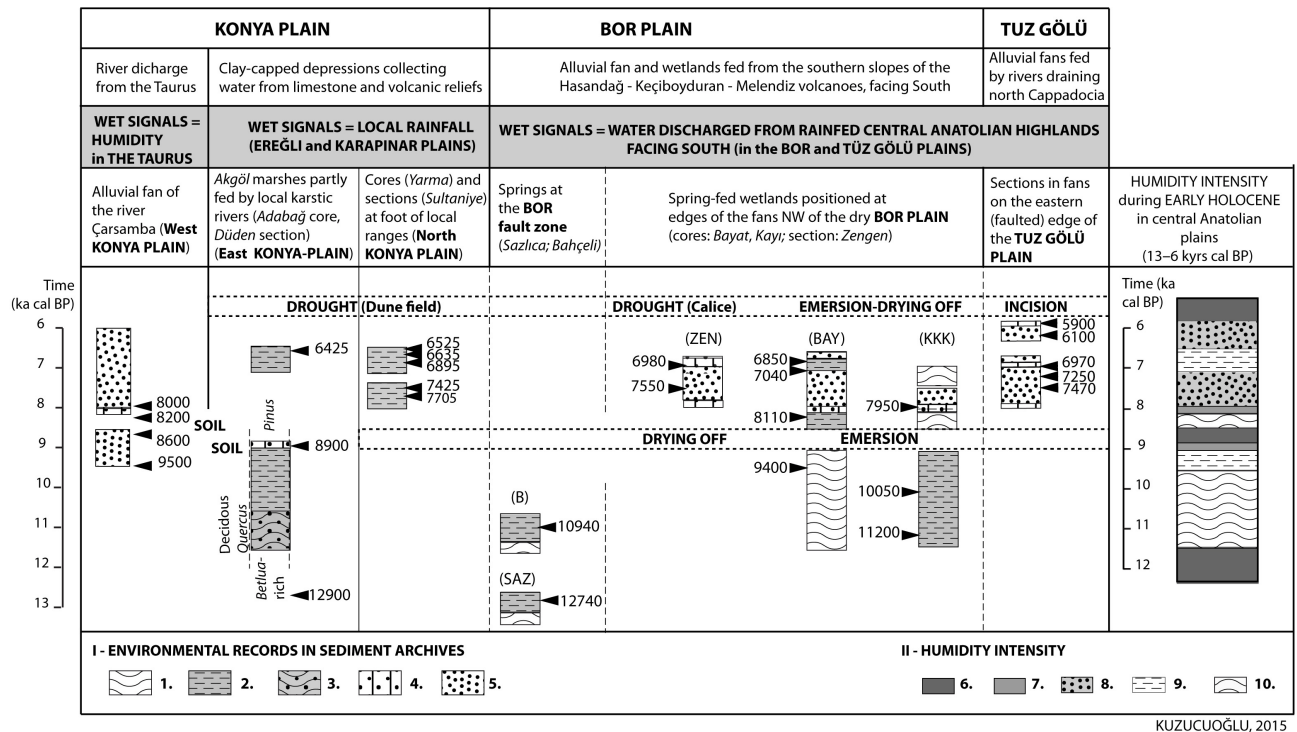 KONYA PLAIN
BOR PLAIN
TUZ GÖLÜ
River dicharge
from the Taurus
Clay-capped depressions collecting
water from limestone and volcanic reliefs
Alluvial fan and wetlands fed from the southern slopes of the
Hasandağ - Keçiboyduran - Melendiz volcanoes, facing South
Alluvial fans fed
by rivers draining
north Cappadocia
WET SIGNALS =
HUMIDITY
in THE TAURUS
WET SIGNALS = LOCAL RAINFALL
(EREĞLI and KARAPINAR PLAINS)
WET SIGNALS = WATER DISCHARGED FROM RAINFED CENTRAL ANATOLIAN HIGHLANDS
FACING SOUTH (in the BOR and TÜZ GÖLÜ PLAINS)
Alluvial fan of
the river
Çarsamba (West
KONYA PLAIN)
Akgöl marshes partly
fed by local karstic
rivers (Adabağ core,
Düden section)
(East KONYA-PLAIN)
Cores (Yarma) and
sections (Sultaniye)
at foot of local
ranges (North
KONYA PLAIN)
Springs at
the BOR
fault zone
(Sazlıca; Bahçeli)
Spring-fed wetlands positioned at
edges of the fans NW of the dry BOR PLAIN
(cores: Bayat, Kayı; section: Zengen)
Sections in fans
on the eastern
(faulted) edge of
the TUZ GÖLÜ
PLAIN
HUMIDITY INTENSITY
during EARLY HOLOCENE
in central Anatolian
plains
(13–6 kyrs cal BP)
Time
(ka cal BP)
6
7
8
9
10
11
12
13
8000
8200
8600
9500
SOIL
SOIL
DROUGHT (Dune field)
6425
Pinus
8900
Decidous
Quercus
Betlua-
rich
12900
6525
6635
6895
7425
7705
(B)
10940
(SAZ)
12740
DROUGHT (Calice)
EMERSION-DRYING OFF
INCISION
(ZEN)
6980
7550
(BAY)
6850
7040
8110
(KKK)
7950
DRYING OFF
EMERSION
9400
10050
11200
5900
6100
6970
7250
7470
Time (ka
cal BP)
6
7
8
9
10
11
12
I - ENVIRONMENTAL RECORDS IN SEDIMENT ARCHIVES
1.
2.
3.
4.
5.
II - HUMIDITY INTENSITY
6.
7.
8.
9.
10.
KUZUCUOĞLU, 2015